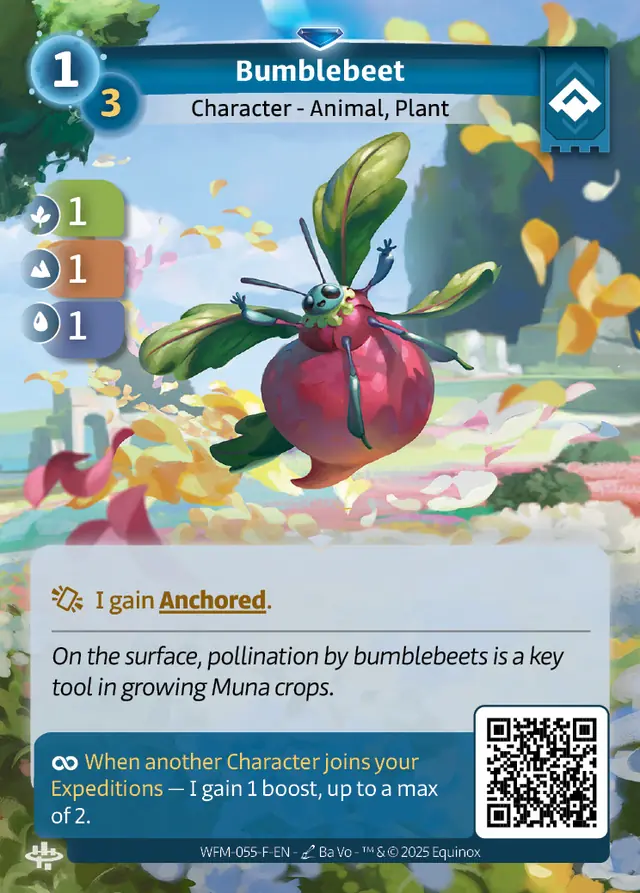 1
Bumblebeet
3
Character - Animal, Plant
1
1
1
I gain Anchored.
On the surface, pollination by bumblebeets is a key
tool in growing Muna crops.
When another Character joins your
Expeditions — I gain 1 boost, up to a max
of 2.
WFM-055-F-EN - Ba Vo - ™ & © 2025 Equinox